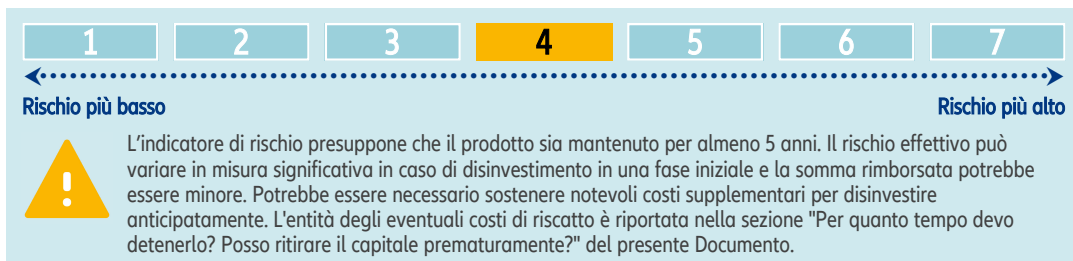 1 2 3 4 5 6 7
Rischio più basso Rischio più alto
L'indicatore di rischio presuppone che il prodotto sia mantenuto per almeno 5 anni. Il rischio effettivo può
variare in misura significativa in caso di disinvestimento in una fase iniziale e la somma rimborsata potrebbe
essere minore. Potrebbe essere necessario sostenere notevoli costi supplementari per disinvestire
anticipatamente. L'entità degli eventuali costi di riscatto è riportata nella sezione "Per quanto tempo devo
detenerlo? Posso ritirare il capitale prematuramente?" del presente Documento.